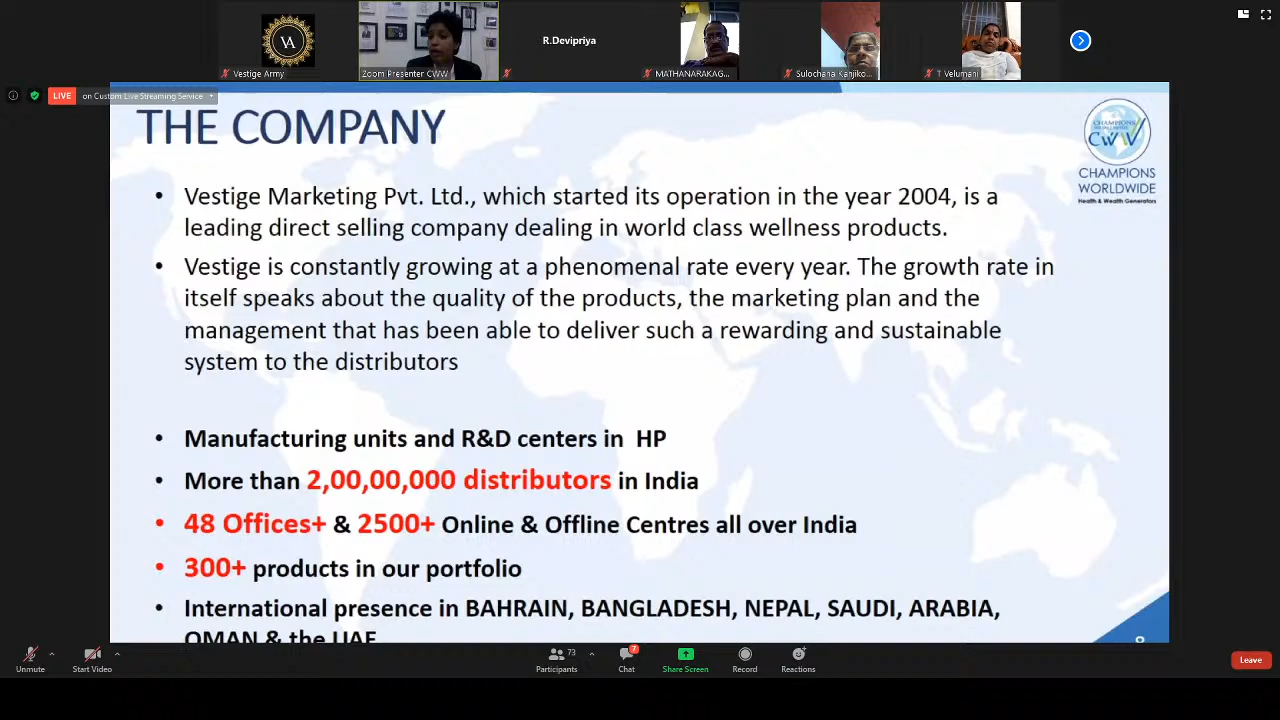 VA
R.Devipriya
Vestige Army
Zoom Presenter CWW
MATHANARAKAG...
Sulochana Kanjiko...
T Velumani
LIVE on Custom Live Streaming Service
THE COMPANY
CHAMPIONS
WORLDWIDE
CWW
CHAMPIONS
WORLDWIDE
Health & Wealth Generators
• Vestige Marketing Pvt. Ltd., which started its operation in the year 2004, is a
leading direct selling company dealing in world class wellness products.
• Vestige is constantly growing at a phenomenal rate every year. The growth rate in
itself speaks about the quality of the products, the marketing plan and the
management that has been able to deliver such a rewarding and sustainable
system to the distributors
• Manufacturing units and R&D centers in HP
• More than 2,00,00,000 distributors in India
• 48 Offices+ & 2500+ Online & Offline Centres all over India
• 300+ products in our portfolio
• International presence in BAHRAIN, BANGLADESH, NEPAL, SAUDI, ARABIA,
OMAN & the UAE
8
Unmute
Start Video
Participants
73
Chat
7
Share Screen
Record
Reactions
Leave